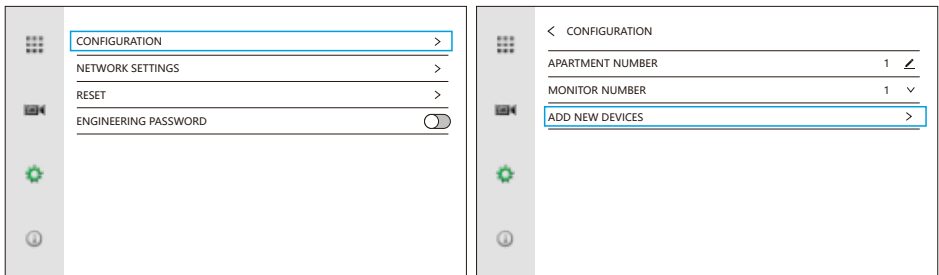 CONFIGURATION
NETWORK SETTINGS
RESET
ENGINEERING PASSWORD
CONFIGURATION
APARTMENT NUMBER 1
MONITOR NUMBER 1
ADD NEW DEVICES